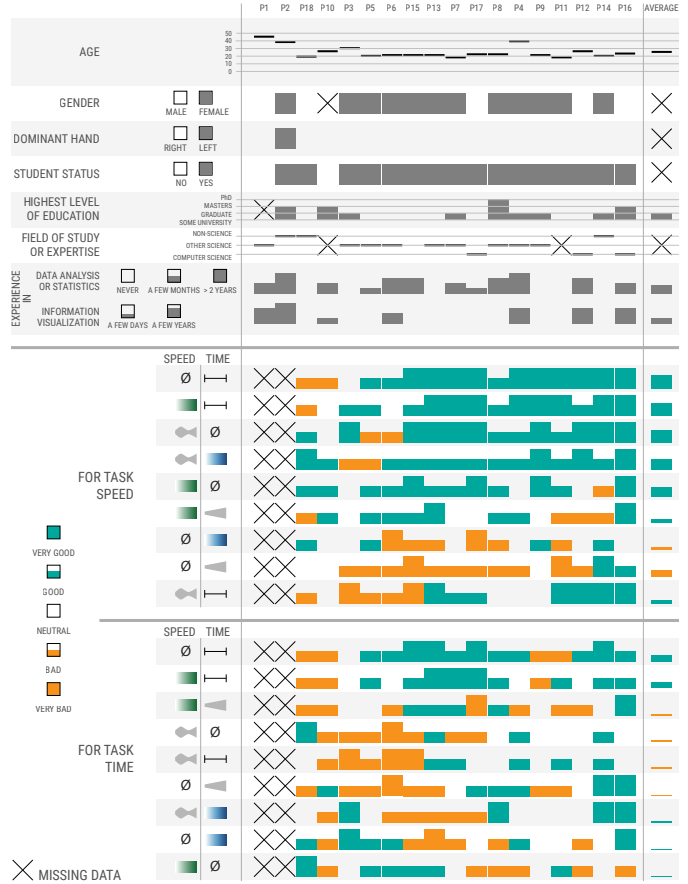 P1 P2 P18 P10 P3 P5 P6 P15 P13 P7 P17 P8 P4 P9 P11 P12 P14 P16 AVERAGE
AGE
50
40
30
20
10
0
GENDER
MALE FEMALE
DOMINANT HAND
RIGHT LEFT
STUDENT STATUS
NO YES
HIGHEST LEVEL
OF EDUCATION
PhD
MASTERS
GRADUATE
SOME UNIVERSITY
FIELD OF STUDY
OR EXPERTISE
NON-SCIENCE
OTHER SCIENCE
COMPUTER SCIENCE
EXPERIENCE
IN
DATA ANALYSIS
OR STATISTICS
NEVER A FEW MONTHS > 2 YEARS
INFORMATION
VISUALIZATION
A FEW DAYS A FEW YEARS
SPEED TIME
Ø
Ø
FOR TASK
SPEED
Ø
Ø
Ø
VERY GOOD
GOOD
NEUTRAL
BAD
VERY BAD
SPEED TIME
Ø
Ø
FOR TASK
TIME
Ø
Ø
Ø
MISSING DATA